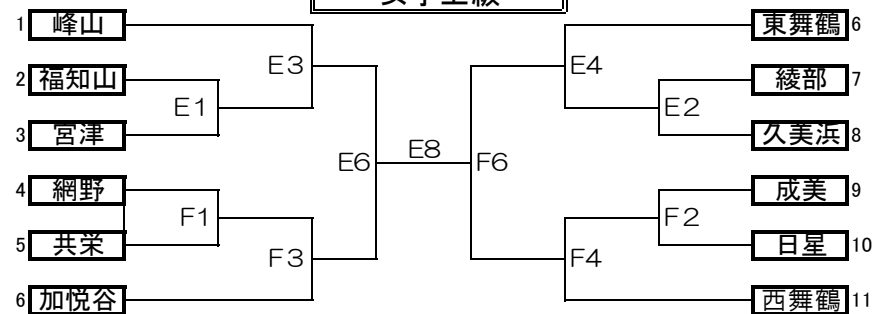 女子上級
1 峰山
E3
2 福知山
E1
3 宮津
E6
4 網野
F1
5 共栄
F3
6 加悦谷
E8
東舞鶴 6
E4
綾部 7
E2
久美浜 8
F6
成美 9
F2
日星 10
F4
西舞鶴 11